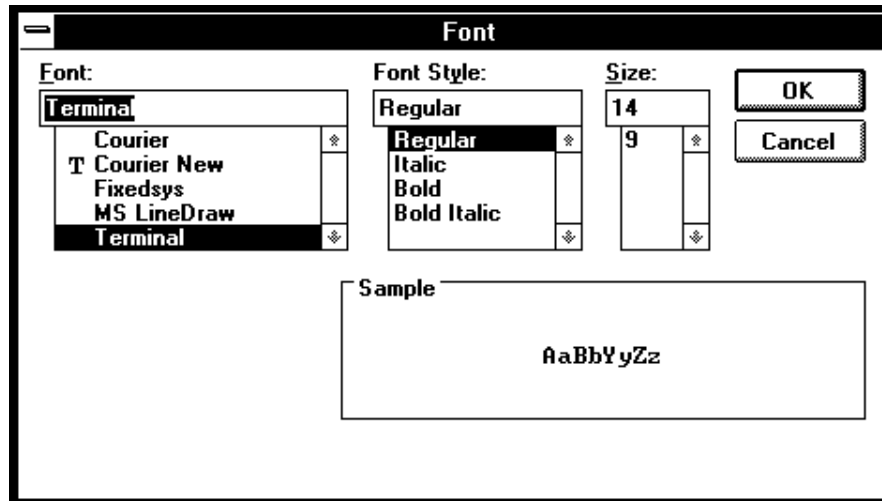 Font
Font:
Font Style:
Size:
Terminal
Regular
14
OK
Cancel
Courier
T Courier New
Fixedsys
MS LineDraw
Terminal
Regular
Italic
Bold
Bold Italic
9
Sample
AaBbYyZz